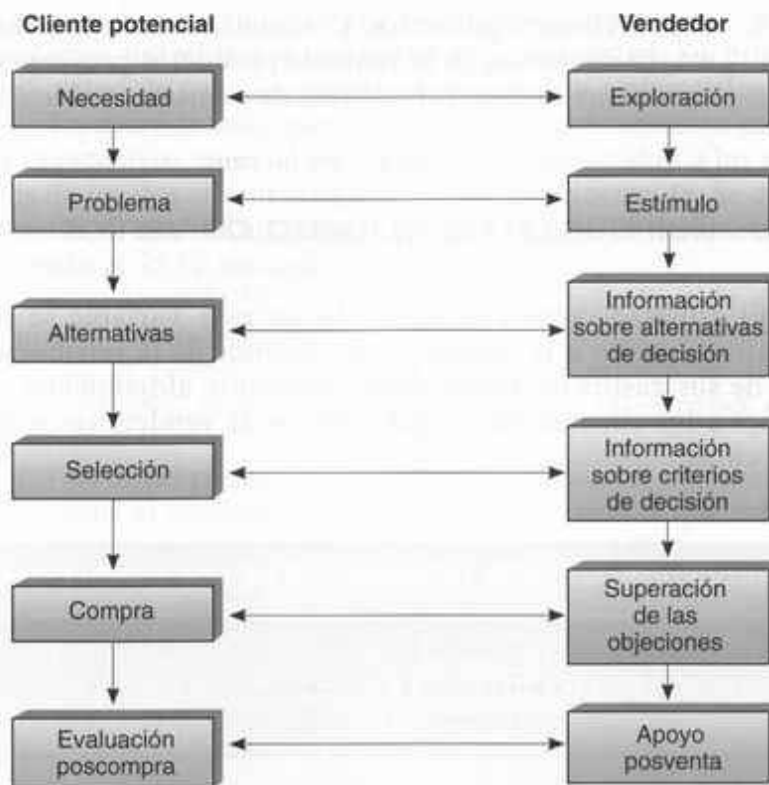 Cliente potencial
Vendedor
Necesidad
Exploración
Problema
Estímulo
Alternativas
Información
sobre alternativas
de decisión
Selección
Información
sobre criterios
de decisión
Compra
Superación
de las
objeciones
Evaluación
poscompra
Apoyo
posventa